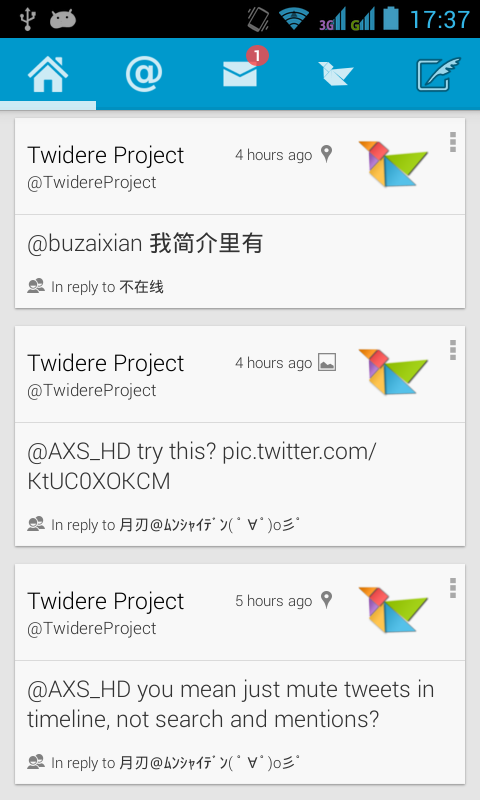 3G G 17:37
1
Twidere Project 4 hours ago
@TwidereProject
@buzaixian 我简介里有
In reply to 不在线
Twidere Project 4 hours ago
@TwidereProject
@AXS_HD try this? pic.twitter.com/
KtUC0XOKCM
In reply to 月刃@ﾑﾝｼｬｲﾃﾞﾝ( ﾟ∀ﾟ)o彡ﾟ
Twidere Project 5 hours ago
@TwidereProject
@AXS_HD you mean just mute tweets in
timeline, not search and mentions?
In reply to 月刃@ﾑﾝｼｬｲﾃﾞﾝ( ﾟ∀ﾟ)o彡ﾟ